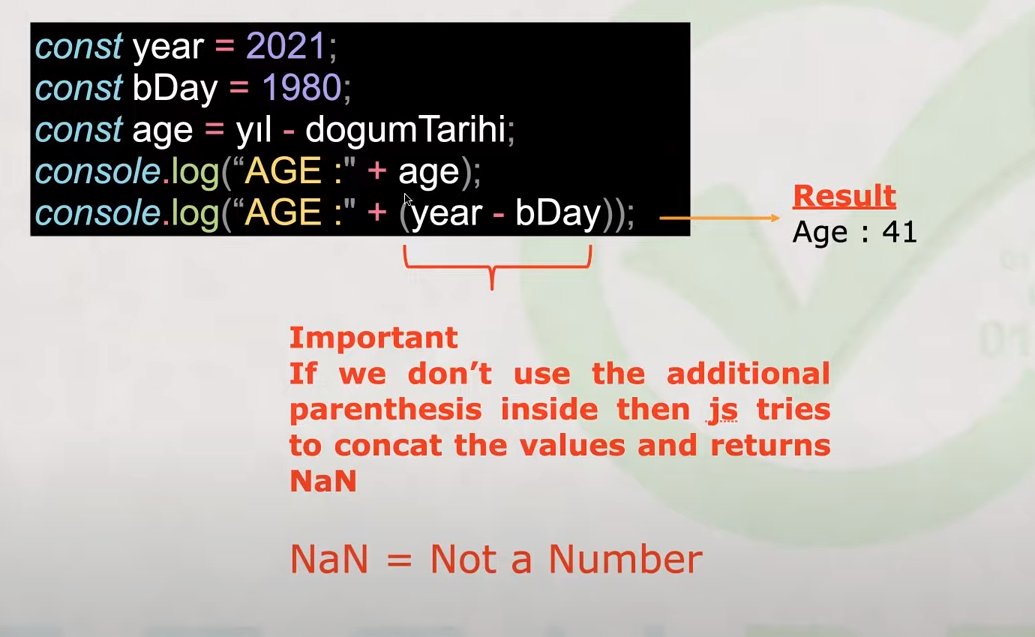 const year = 2021;
const bDay = 1980;
const age = yıl - dogumTarihi;
console.log(“AGE :" + age);
console.log(“AGE :" + (year - bDay));
Result
Age : 41
Important
If we don’t use the additional
parenthesis inside then js tries
to concat the values and returns
NaN
NaN = Not a Number
01